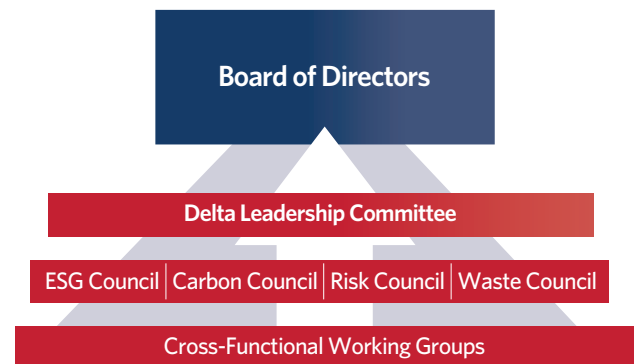 Board of Directors
Delta Leadership Committee
ESG Council Carbon Council Risk Council Waste Council
Cross-Functional Working Groups